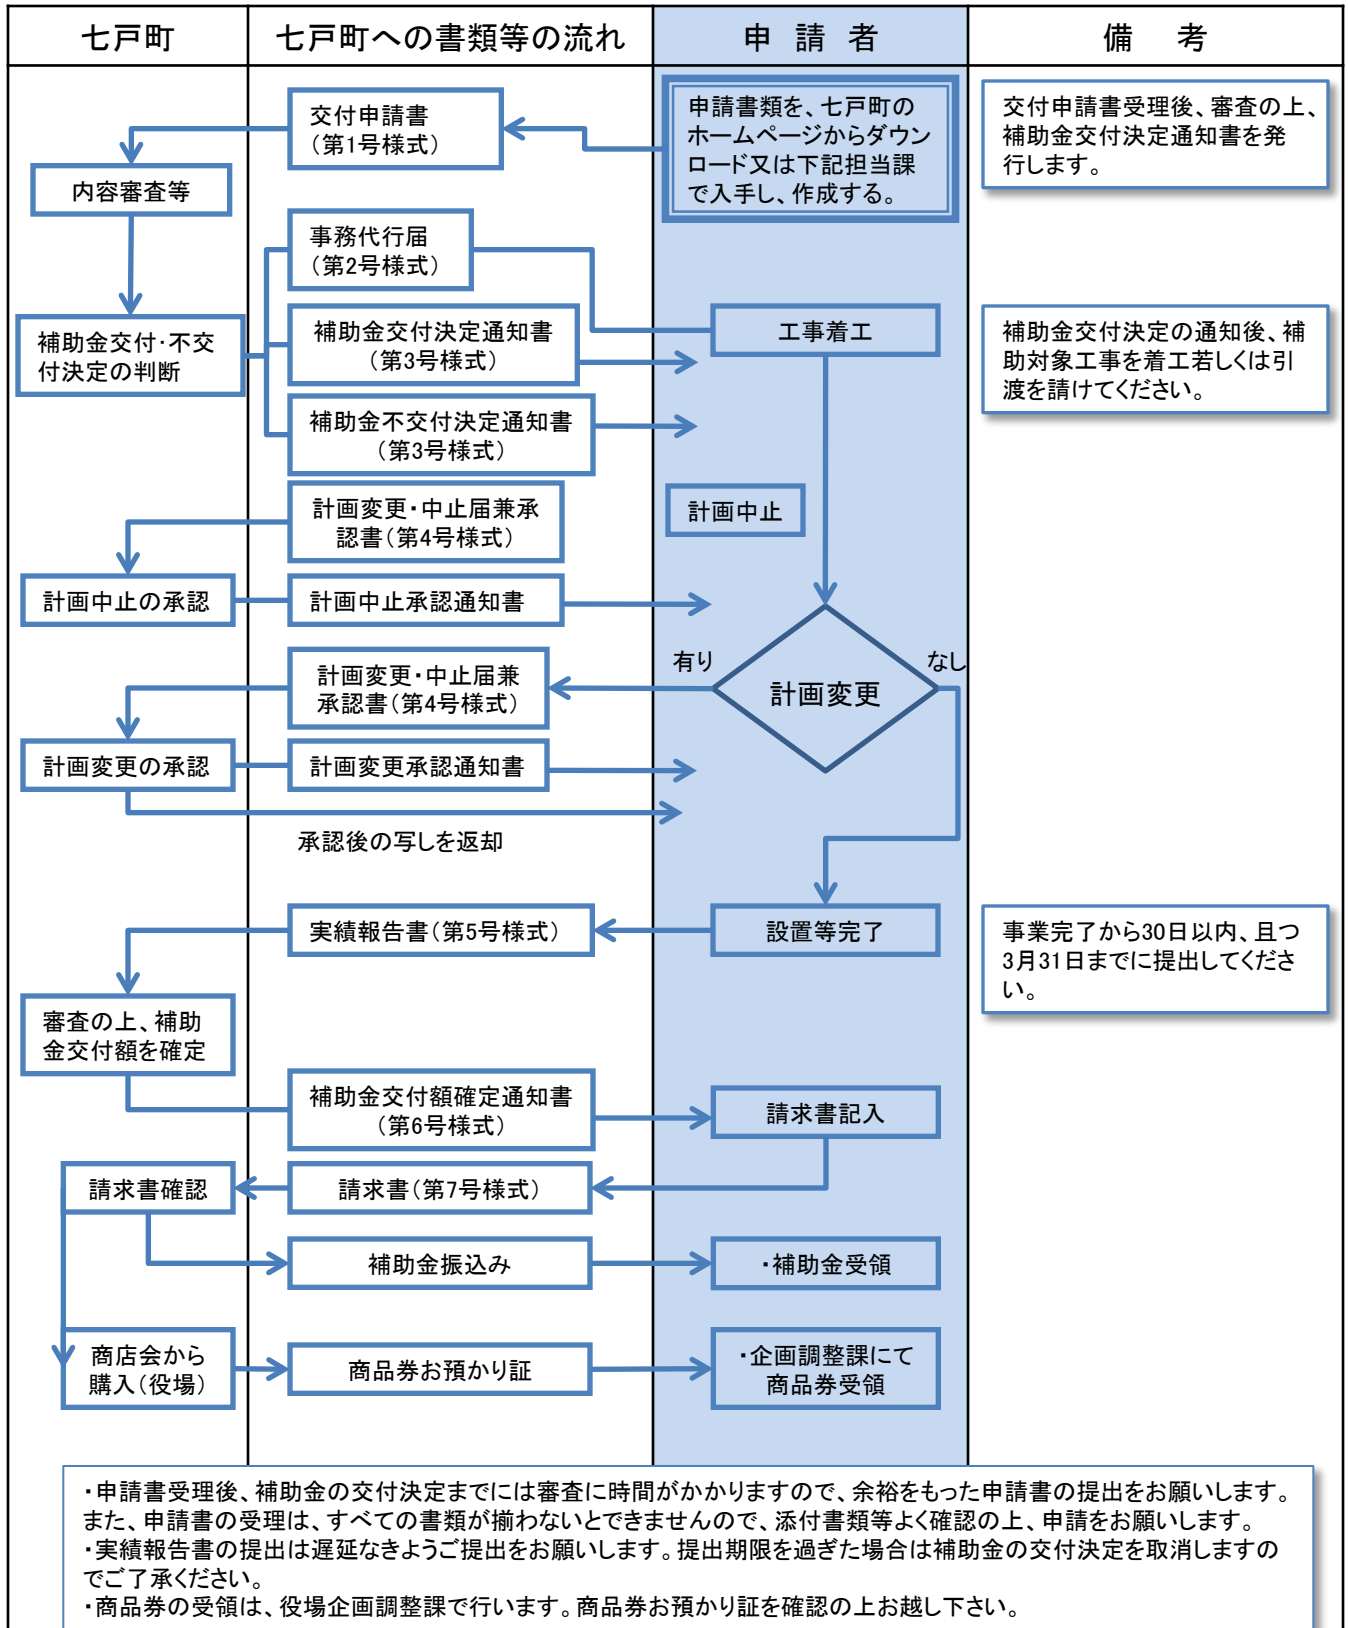 七戸町
七戸町への書類等の流れ
申 請 者
備　考
交付申請書
（第1号様式）
申請書類を、七戸町の
ホームページからダウン
ロード又は下記担当課
で入手し、作成する。
交付申請書受理後、審査の上、
補助金交付決定通知書を発
行します。
内容審査等
事務代行届
（第2号様式）
補助金交付・不交
付決定の判断
補助金交付決定通知書
（第3号様式）
工事着工
補助金交付決定の通知後、補
助対象工事を着工若しくは引
渡を請けてください。
補助金不交付決定通知書
（第3号様式）
計画変更・中止届兼承
認書（第4号様式）
計画中止
計画中止の承認
計画中止承認通知書
有り
なし
計画変更・中止届兼
承認書（第4号様式）
計画変更
計画変更の承認
計画変更承認通知書
承認後の写しを返却
実績報告書（第5号様式）
設置等完了
事業完了から30日以内、且つ
3月31日までに提出してくださ
い。
審査の上、補助
金交付額を確定
補助金交付額確定通知書
（第6号様式）
請求書記入
請求書確認
請求書（第7号様式）
補助金振込み
・補助金受領
商店会から
購入（役場）
商品券お預かり証
・企画調整課にて
商品券受領
・申請書受理後、補助金の交付決定までには審査に時間がかかりますので、余裕をもった申請書の提出をお願いします。
また、申請書の受理は、すべての書類が揃わないとできませんので、添付書類等よく確認の上、申請をお願いします。
・実績報告書の提出は遅延なきようご提出をお願いします。提出期限を過ぎた場合は補助金の交付決定を取消しますの
でご了承ください。
・商品券の受領は、役場企画調整課で行います。商品券お預かり証を確認の上お越し下さい。